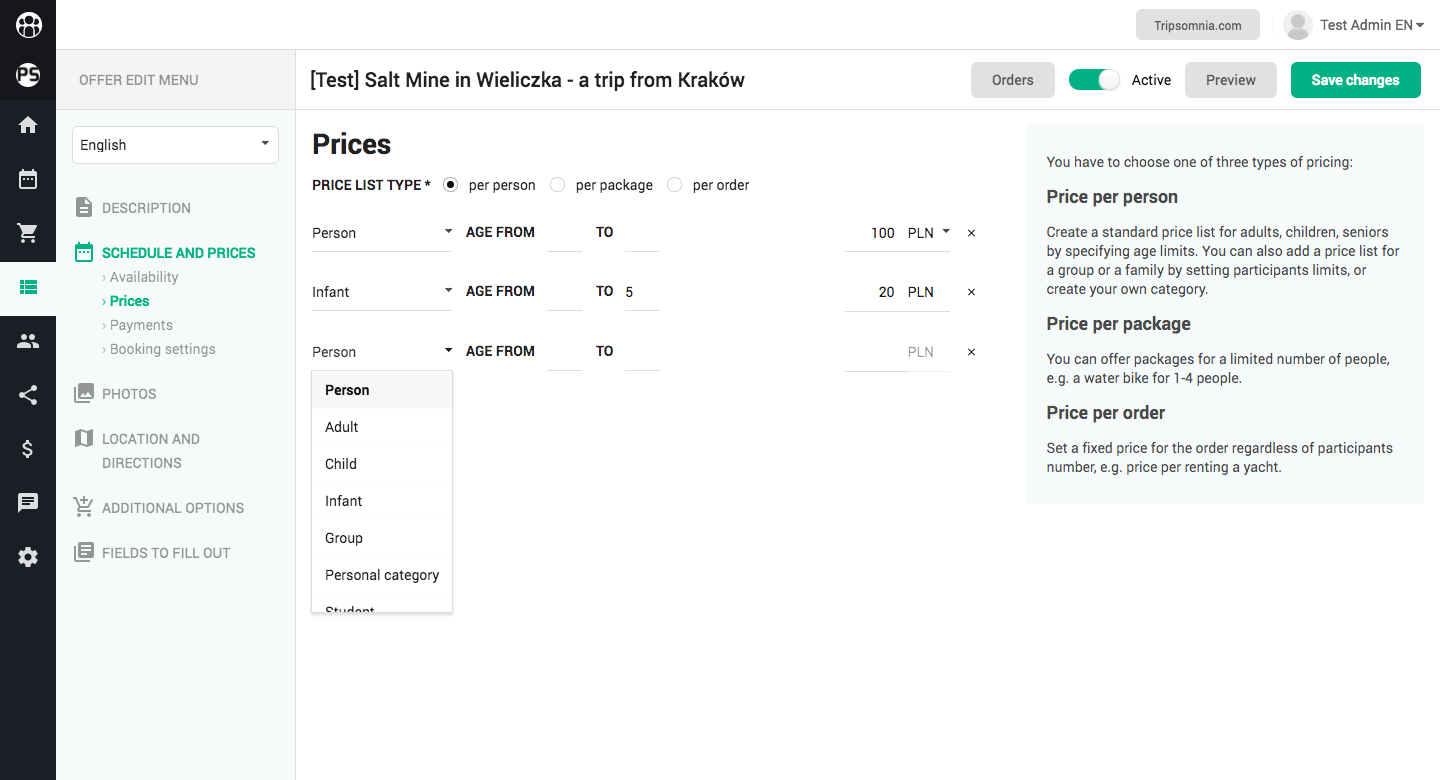 Tripsomnia.com
Test Admin EN
PS
OFFER EDIT MENU
[Test] Salt Mine in Wieliczka - a trip from Kraków
Orders
Active
Preview
Save changes
English
DESCRIPTION
SCHEDULE AND PRICES
› Availability
› Prices
› Payments
› Booking settings
PHOTOS
LOCATION AND
DIRECTIONS
ADDITIONAL OPTIONS
FIELDS TO FILL OUT
Prices
PRICE LIST TYPE * per person per package per order
Person AGE FROM TO 100 PLN ×
Infant AGE FROM TO 5 20 PLN ×
Person AGE FROM TO PLN ×
Person
Adult
Child
Infant
Group
Personal category
Student
You have to choose one of three types of pricing:
Price per person
Create a standard price list for adults, children, seniors
by specifying age limits. You can also add a price list for
a group or a family by setting participants limits, or
create your own category.
Price per package
You can offer packages for a limited number of people,
e.g. a water bike for 1-4 people.
Price per order
Set a fixed price for the order regardless of participants
number, e.g. price per renting a yacht.